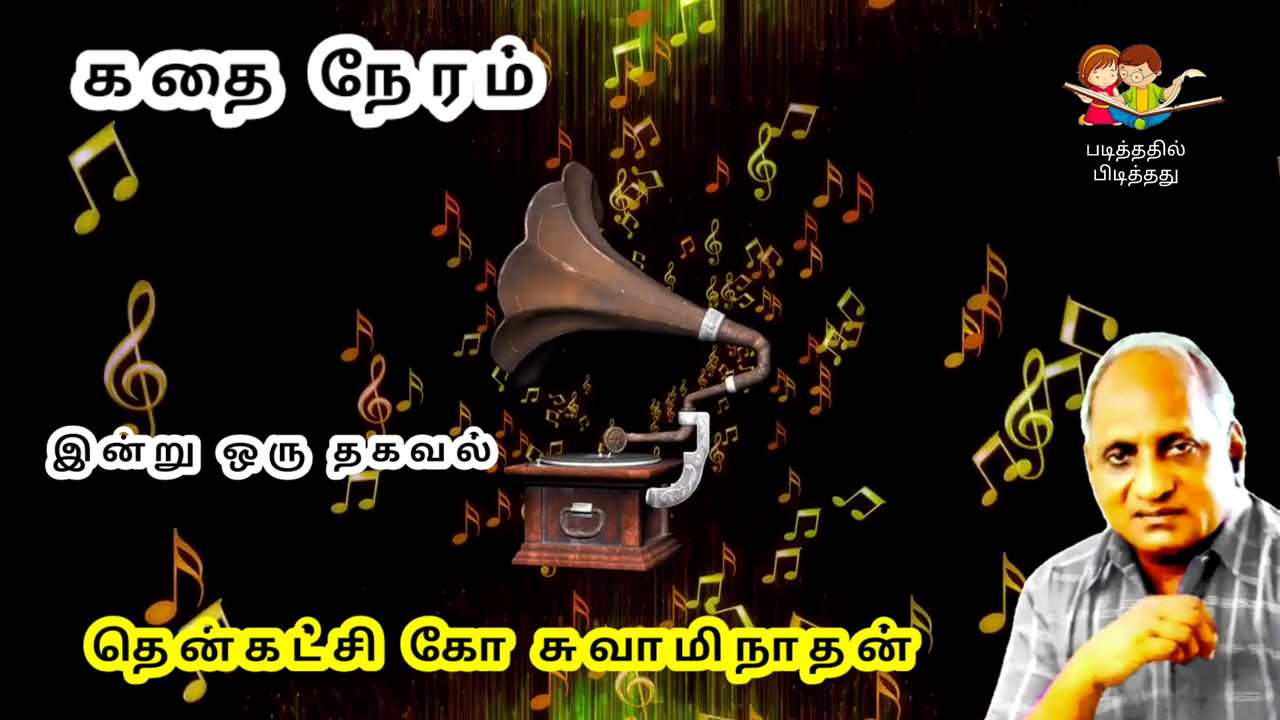 கதை நேரம்
படித்ததில்
பிடித்தது
இன்று ஒரு தகவல்
தென்கட்சி கோ சுவாமிநாதன்